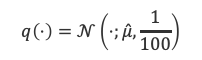 q(·) = 𝒩(·; μ̂, 1/100)